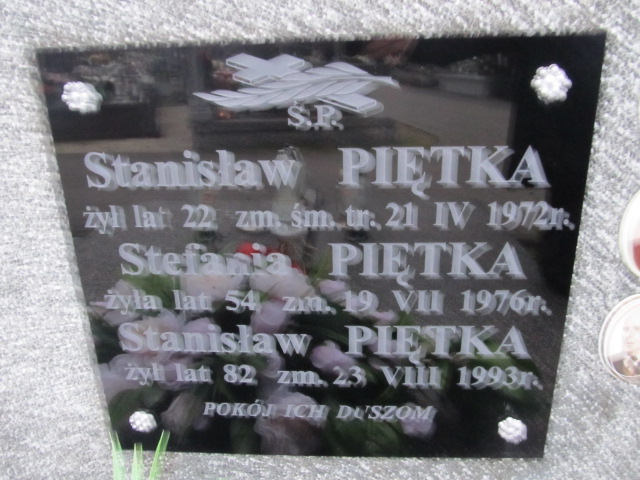 Ś.P.
Stanisław PIĘTKA
żył lat 22 zm. śm. tr. 21 IV 1972r.
Stefania PIĘTKA
żyła lat 54 zm. 19 VII 1976r.
Stanisław PIĘTKA
żył lat 82 zm. 23 VIII 1993r.
POKÓJ ICH DUSZOM